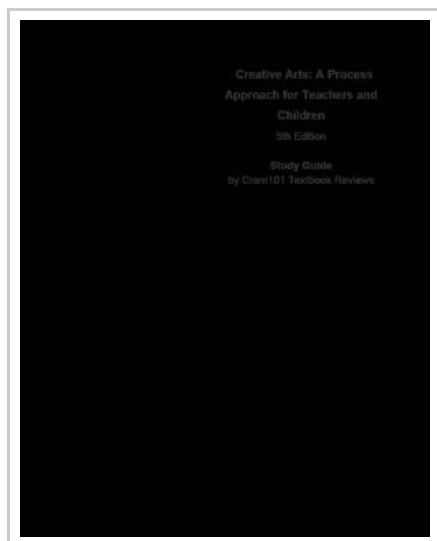 Creative Arts: A Process
Approach for Teachers and
Children
5th Edition
Study Guide
by Cram101 Textbook Reviews